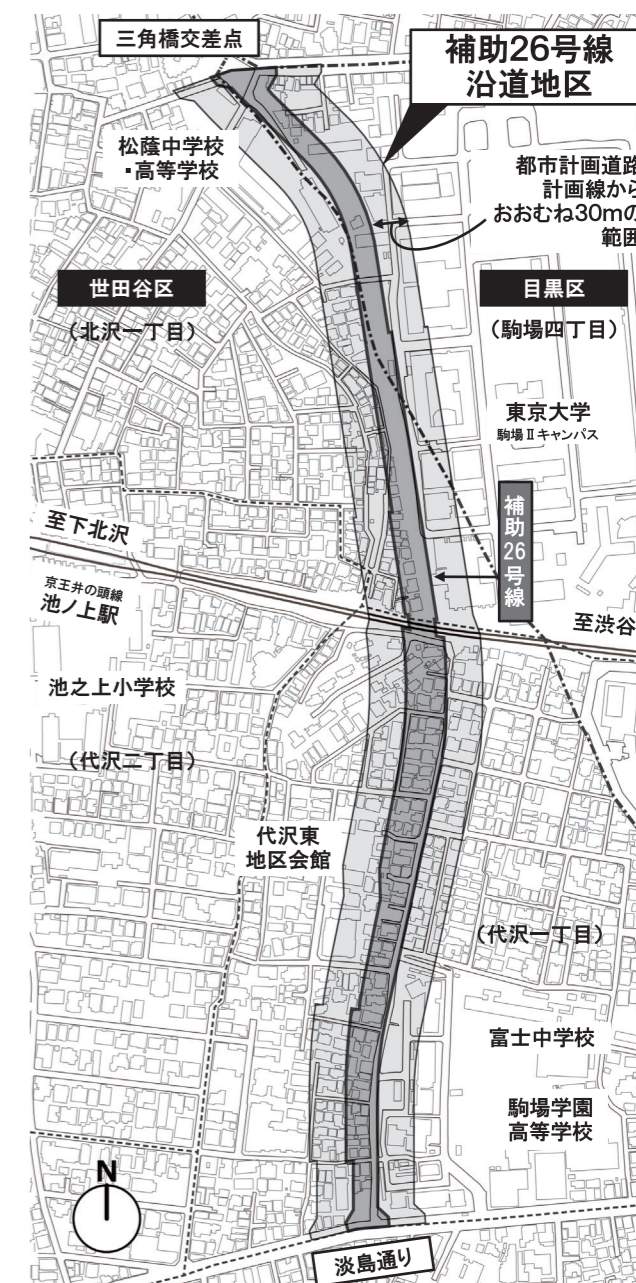 三角橋交差点
補助26号線
沿道地区
松蔭中学校
・高等学校
都市計画道路
計画線から
おおむね30mの
範囲
世田谷区
(北沢一丁目)
目黒区
(駒場四丁目)
東京大学
駒場Ⅱキャンパス
補助26号線
至下北沢
京王井の頭線
池ノ上駅
至渋谷
池之上小学校
(代沢二丁目)
代沢東
地区会館
(代沢一丁目)
富士中学校
駒場学園
高等学校
N
淡島通り